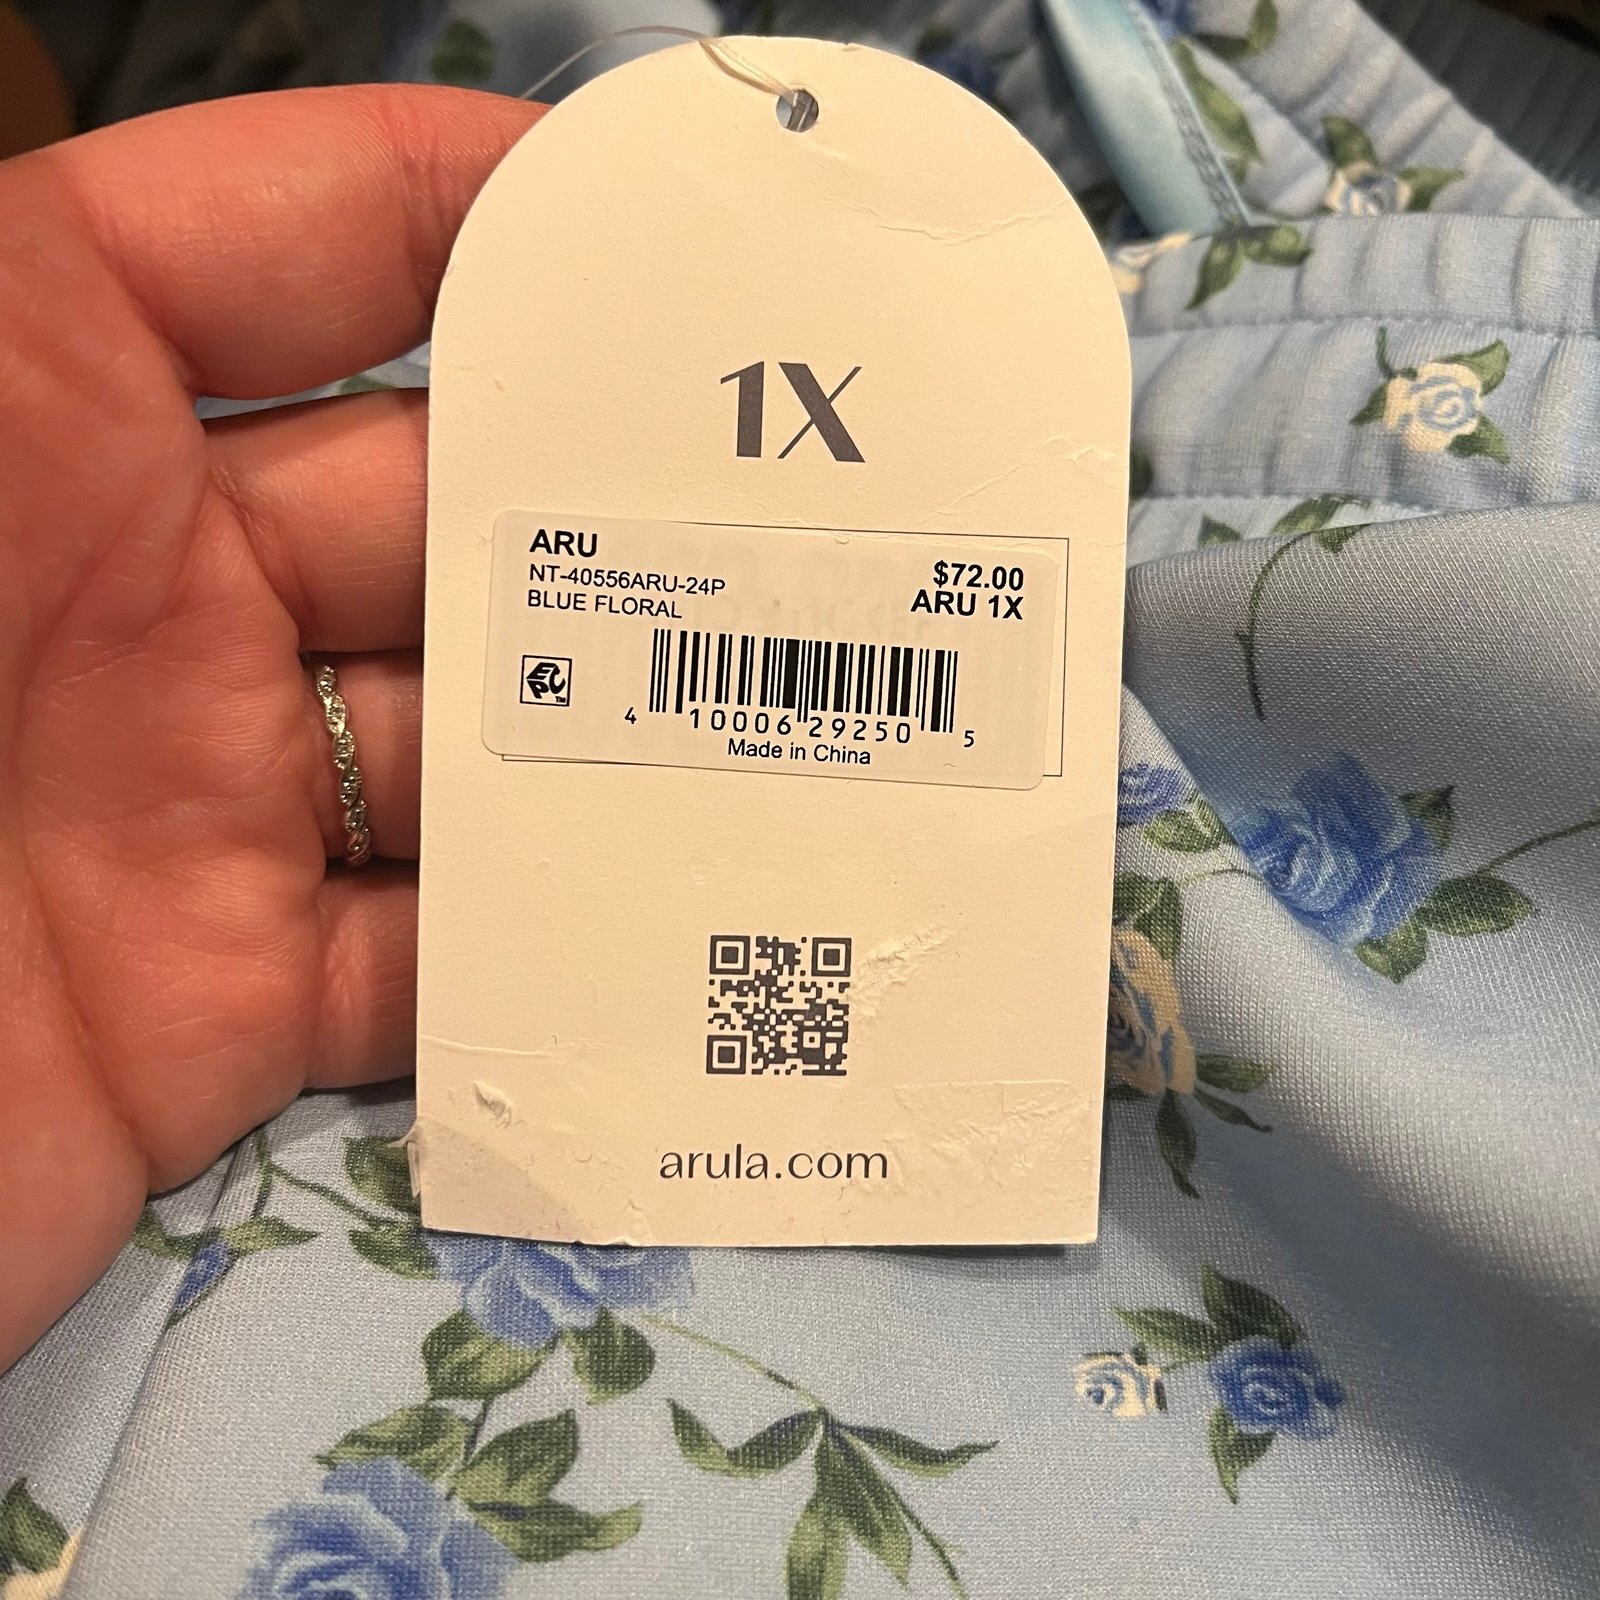 1X
ARU
NT-40556ARU-24P
BLUE FLORAL
$72.00
ARU 1X
EPC™
4 10006 29250 5
Made in China
arula.com